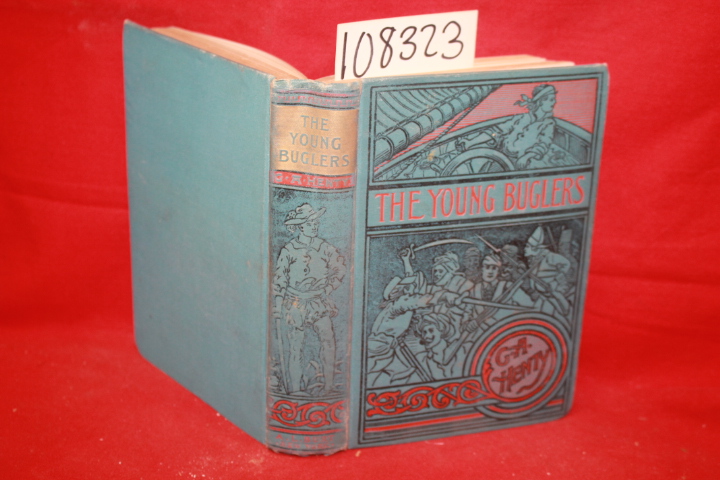 108323
THE
YOUNG
BUGLERS
G. A. HENTY
THE YOUNG BUGLERS
G-A-
HENTY